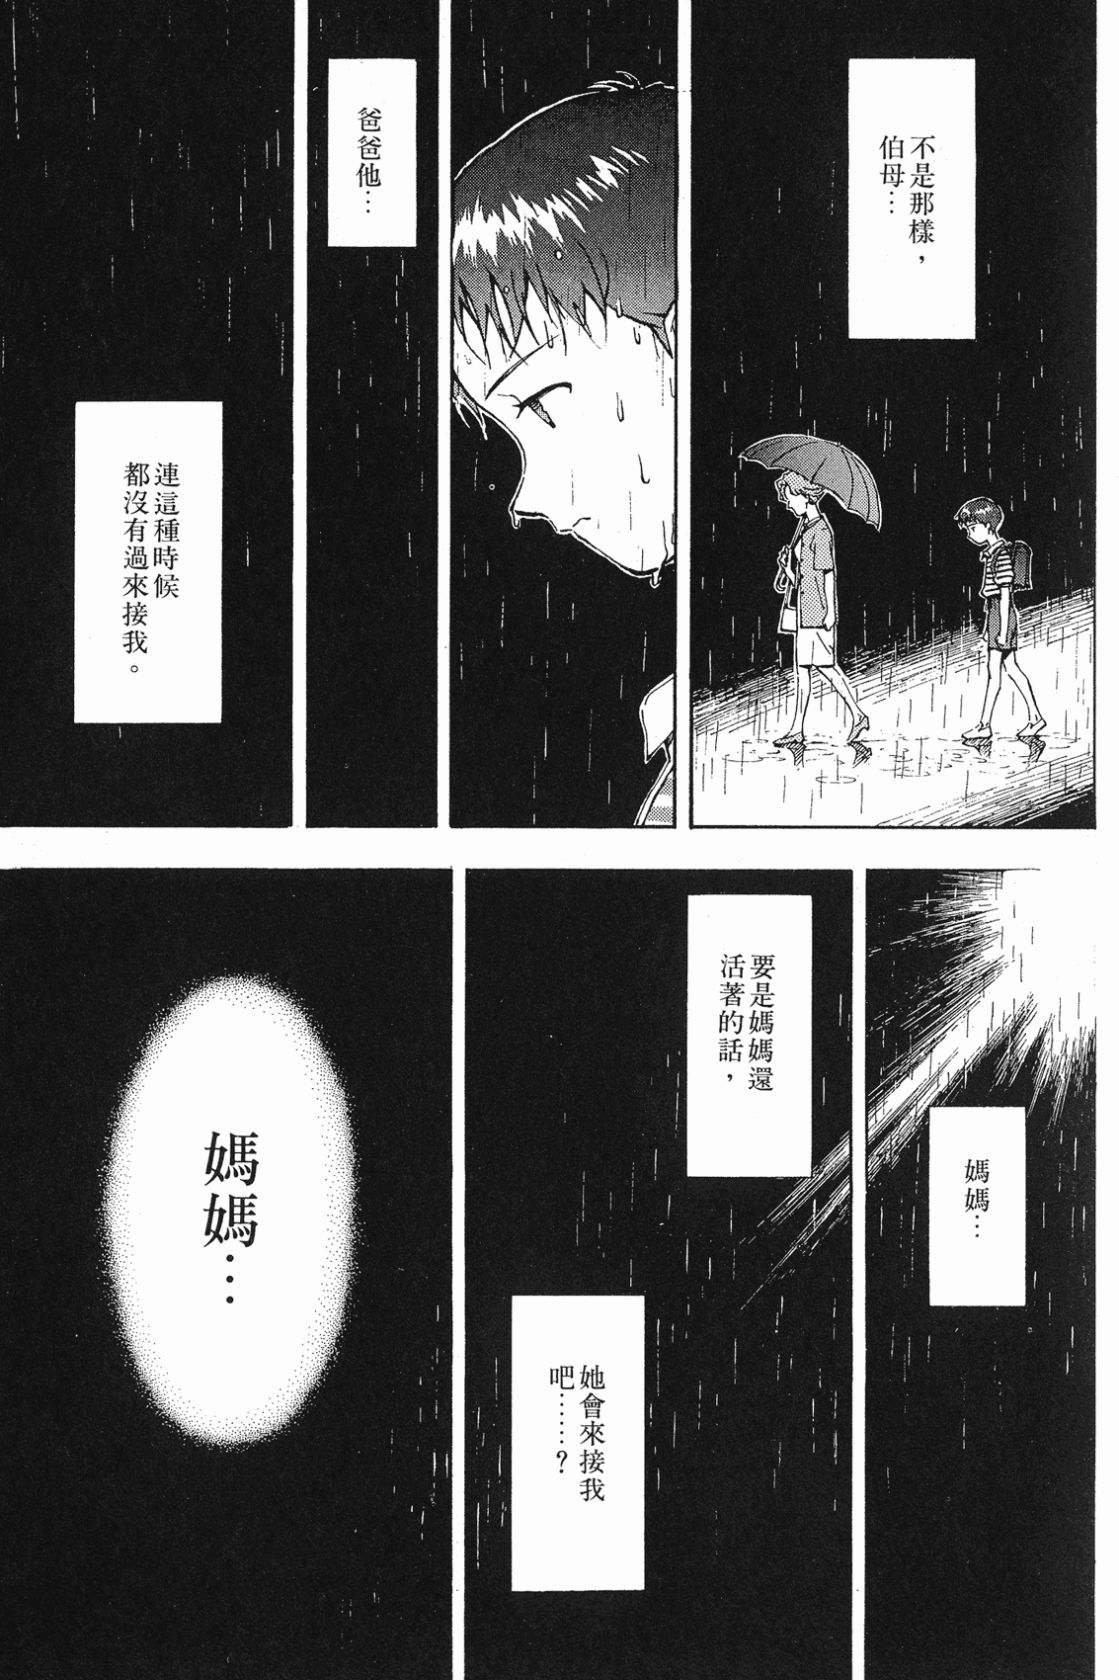 不是那樣，
伯母…
爸爸他…
連這種時候
都沒有過來接我。
媽媽…
要是媽媽還
活著的話，
她會來接我
吧……？
媽媽…